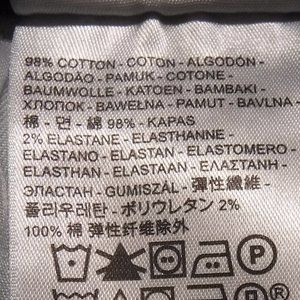 98% COTTON - COTON - ALGODÓN -
ALGODÃO - PAMUK - COTONE -
BAUMWOLLE - KATOEN - BAMBAKI -
ХЛОПОК - BAWEŁNA - PAMUT - BAVLNA -
棉 - 면 - 綿 98% - KAPAS
2% ELASTANE - ELASTHANNE -
ELASTANO - ELASTAN - ELASTOMERO -
ELASTHAN - ELASTAAN - ΕΛΑΣΤΑΝΗ -
ЭЛАСТАН - GUMISZÁL - 彈性纖維 -
폴리우레탄 - ポリウレタン 2%
100% 棉 弹性纤维除外
P